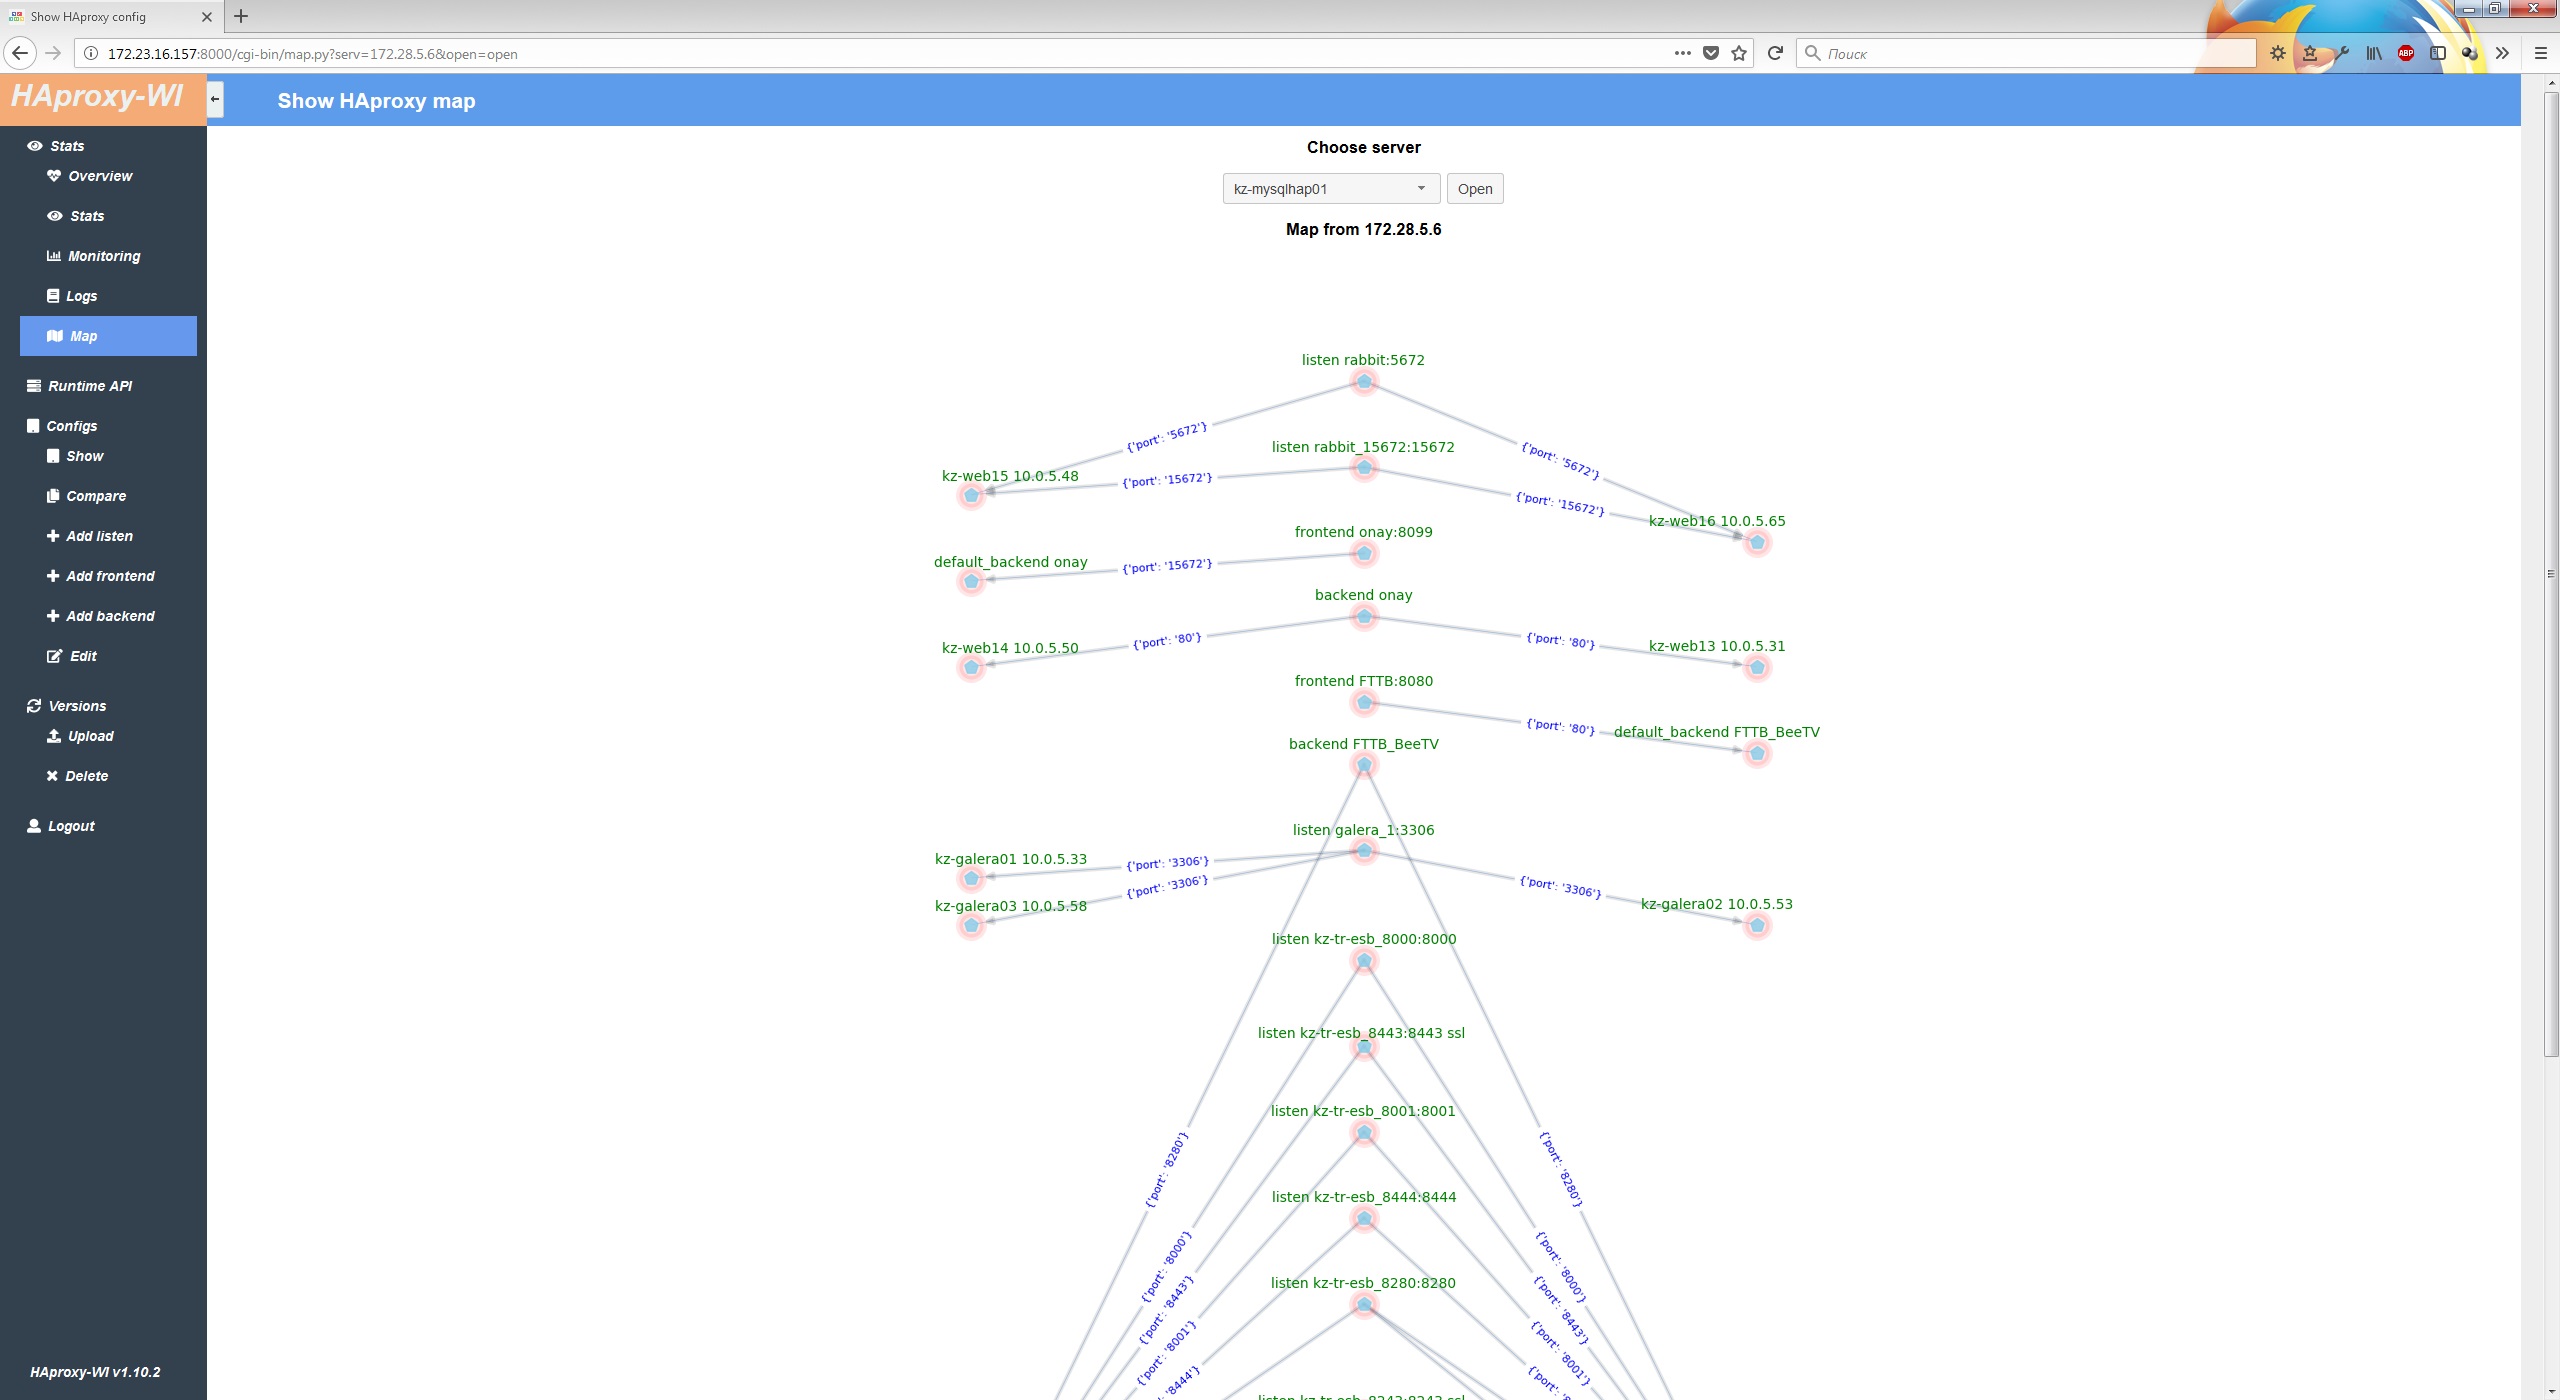 Show HAproxy config
172.23.16.157:8000/cgi-bin/map.py?serv=172.28.5.6&open=open
Поиск
ABP
HAproxy-WI
Show HAproxy map
Stats
Overview
Stats
Monitoring
Logs
Map
Runtime API
Configs
Show
Compare
Add listen
Add frontend
Add backend
Edit
Versions
Upload
Delete
Logout
HAproxy-WI v1.10.2
Choose server
kz-mysqlhap01
Open
Map from 172.28.5.6
listen rabbit:5672
{'port': '5672'}
{'port': '5672'}
listen rabbit_15672:15672
kz-web15 10.0.5.48
{'port': '15672'}
{'port': '15672'}
kz-web16 10.0.5.65
frontend onay:8099
default_backend onay
{'port': '15672'}
backend onay
kz-web14 10.0.5.50
{'port': '80'}
{'port': '80'}
kz-web13 10.0.5.31
frontend FTTB:8080
{'port': '80'}
default_backend FTTB_BeeTV
backend FTTB_BeeTV
listen galera_1:3306
kz-galera01 10.0.5.33
{'port': '3306'}
{'port': '3306'}
{'port': '3306'}
kz-galera03 10.0.5.58
kz-galera02 10.0.5.53
listen kz-tr-esb_8000:8000
listen kz-tr-esb_8443:8443 ssl
listen kz-tr-esb_8001:8001
{'port': '8280'}
{'port': '8280'}
listen kz-tr-esb_8444:8444
{'port': '8000'}
{'port': '8000'}
listen kz-tr-esb_8280:8280
{'port': '8443'}
{'port': '8443'}
{'port': '8001'}
{'port': '8001'}
'8444'}
{'port':
listen kz-tr-esb_8243:8243 ssl